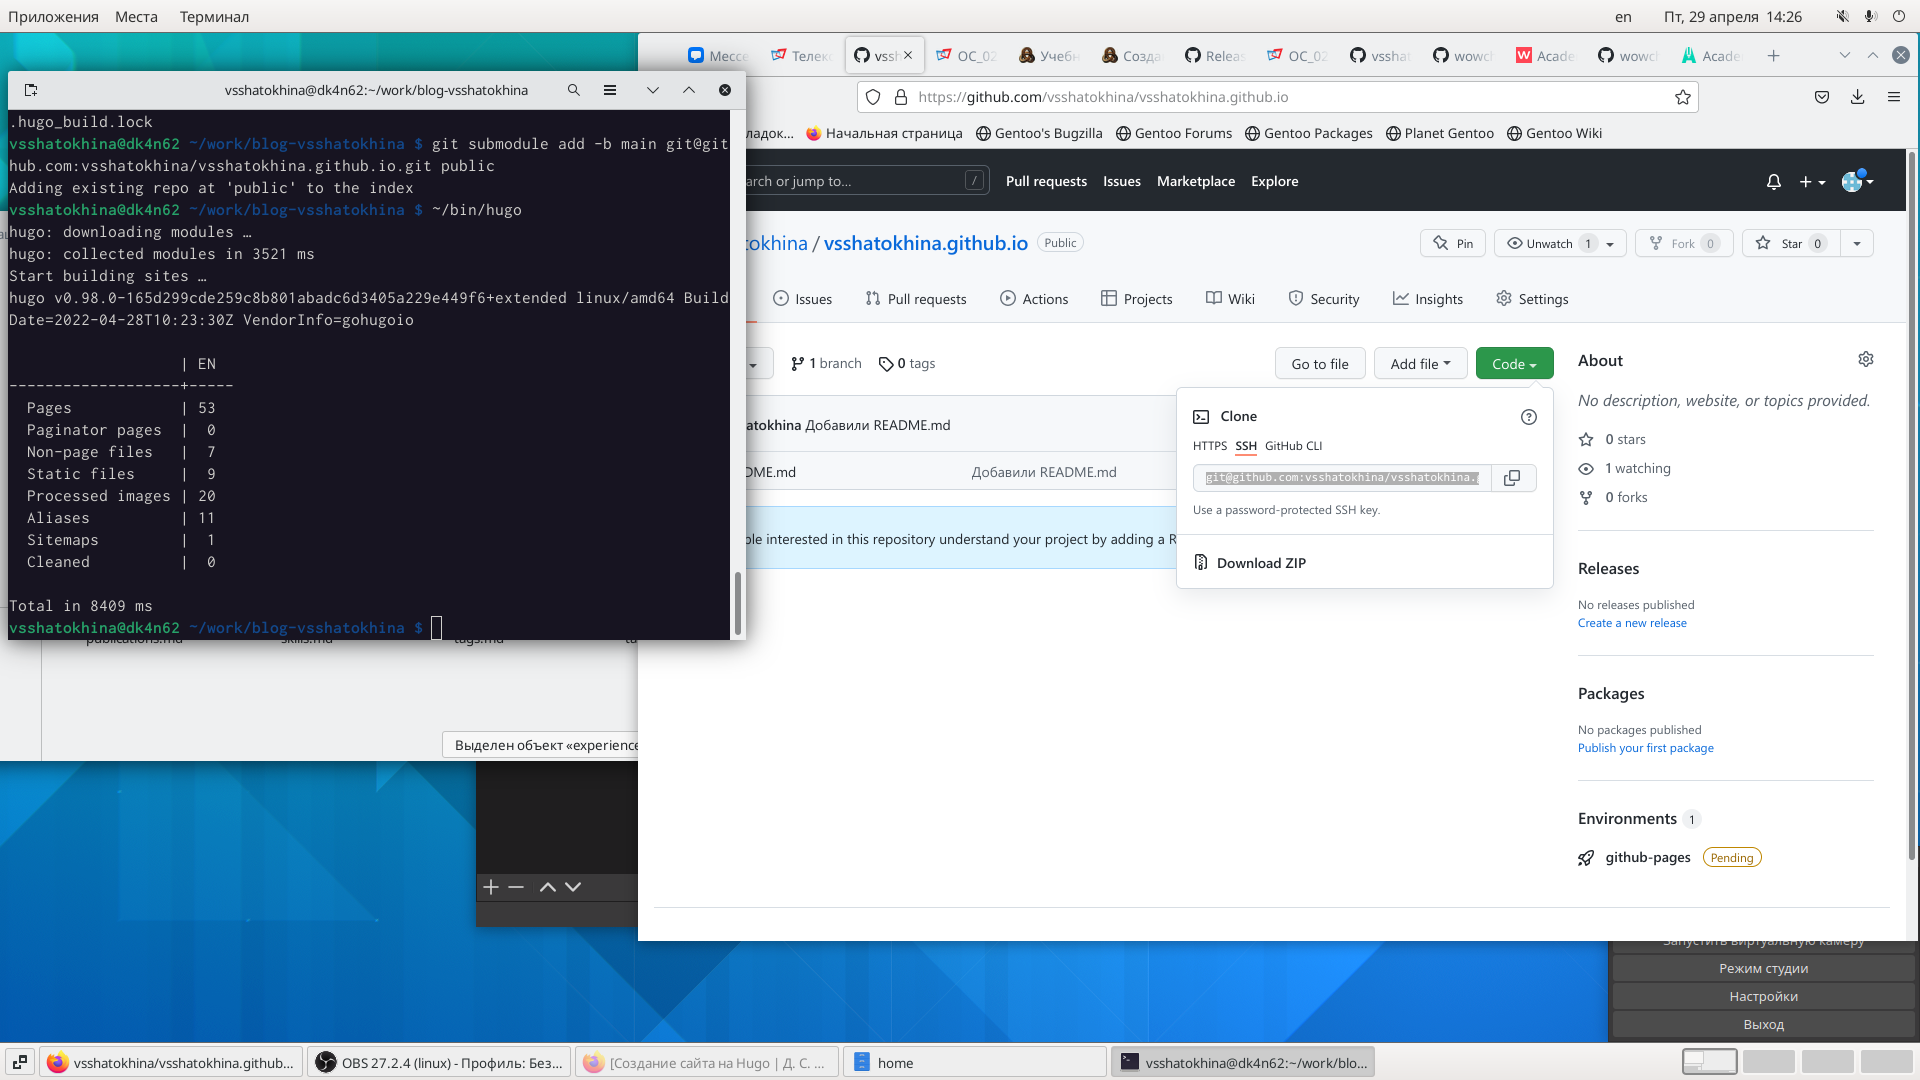 Приложения Места Терминал
en Пт, 29 апреля 14:26
Мессе
Телек
vssh
ОС_02
Учебн
Созда
Releas
ОС_02
vsshat
wowch
Acade
wowc
Acade
https://github.com/vsshatokhina/vsshatokhina.github.io
ладок...
Начальная страница
Gentoo's Bugzilla
Gentoo Forums
Gentoo Packages
Planet Gentoo
Gentoo Wiki
vsshatokhina@dk4n62:~/work/blog-vsshatokhina
.hugo_build.lock
vsshatokhina@dk4n62 ~/work/blog-vsshatokhina $ git submodule add -b main git@git
hub.com:vsshatokhina/vsshatokhina.github.io.git public
Adding existing repo at 'public' to the index
vsshatokhina@dk4n62 ~/work/blog-vsshatokhina $ ~/bin/hugo
hugo: downloading modules …
hugo: collected modules in 3521 ms
Start building sites …
hugo v0.98.0-165d299cde259c8b801abadc6d3405a229e449f6+extended linux/amd64 Build
Date=2022-04-28T10:23:30Z VendorInfo=gohugoio
| EN
-------------------+-----
Pages | 53
Paginator pages | 0
Non-page files | 7
Static files | 9
Processed images | 20
Aliases | 11
Sitemaps | 1
Cleaned | 0
Total in 8409 ms
vsshatokhina@dk4n62 ~/work/blog-vsshatokhina $
publications.md skills.md tags.md
Выделен объект «experience
arch or jump to... /
Pull requests Issues Marketplace Explore
tokhina / vsshatokhina.github.io Public
Pin
Unwatch 1
Fork 0
Star 0
Issues Pull requests Actions Projects Wiki Security Insights Settings
1 branch 0 tags
Go to file Add file Code
atokhina Добавили README.md
DME.md Добавили README.md
ple interested in this repository understand your project by adding a R
Clone
HTTPS SSH GitHub CLI
git@github.com:vsshatokhina/vsshatokhina.g
Use a password-protected SSH key.
Download ZIP
About
No description, website, or topics provided.
0 stars
1 watching
0 forks
Releases
No releases published
Create a new release
Packages
No packages published
Publish your first package
Environments 1
github-pages Pending
Запустить виртуальную камеру
Режим студии
Настройки
Выход
vsshatokhina/vsshatokhina.github...
OBS 27.2.4 (linux) - Профиль: Без...
[Создание сайта на Hugo | Д. С. ...
home
vsshatokhina@dk4n62:~/work/blo...